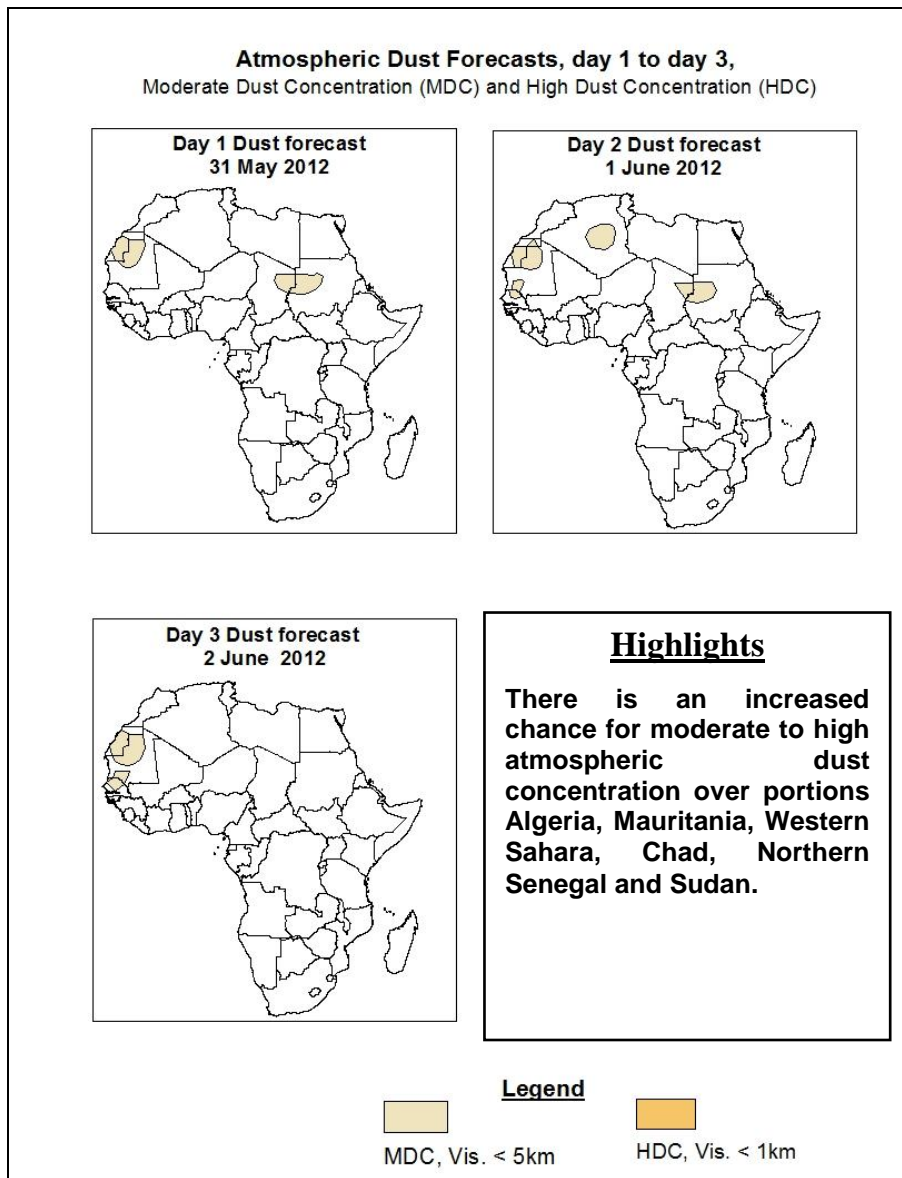 Atmospheric Dust Forecasts, day 1 to day 3,
Moderate Dust Concentration (MDC) and High Dust Concentration (HDC)
Day 1 Dust forecast
31 May 2012
Day 2 Dust forecast
1 June 2012
Day 3 Dust forecast
2 June 2012
Highlights
There is an increased
chance for moderate to high
atmospheric dust
concentration over portions
Algeria, Mauritania, Western
Sahara, Chad, Northern
Senegal and Sudan.
Legend
MDC, Vis. < 5km
HDC, Vis. < 1km